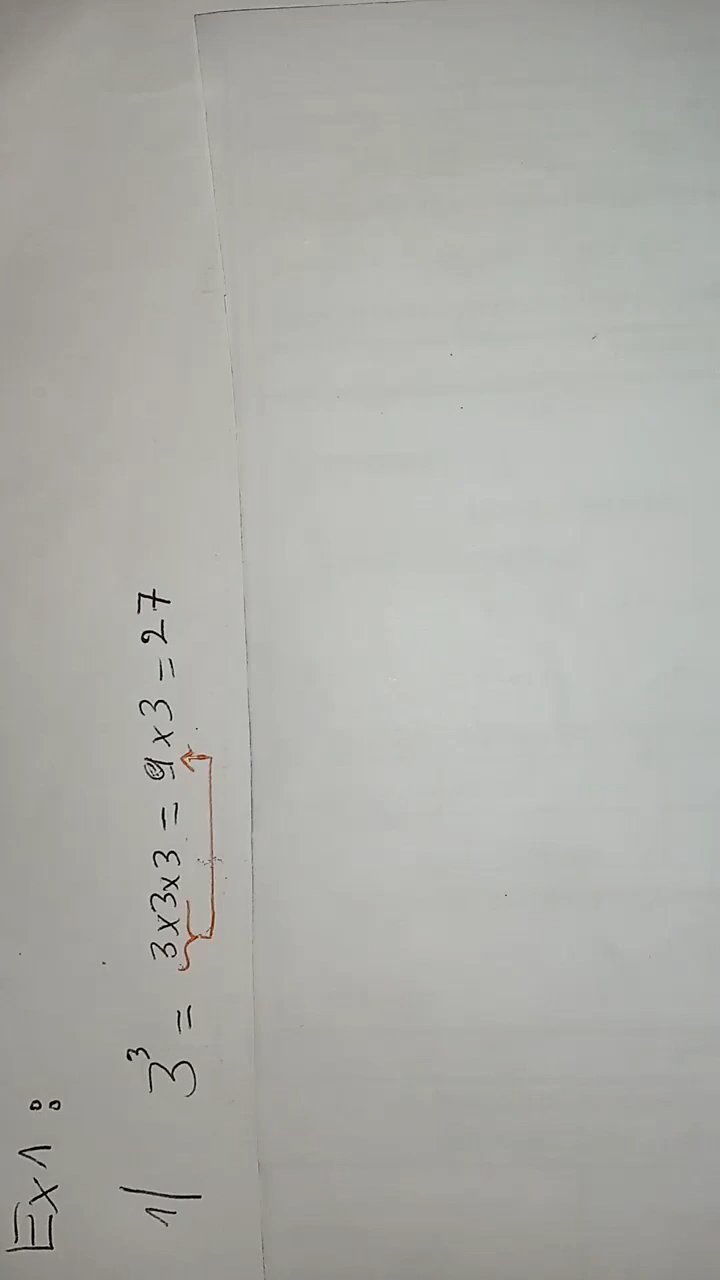 Ex1:
1/ 3³ = 3x3x3 = 9 x 3 = 27